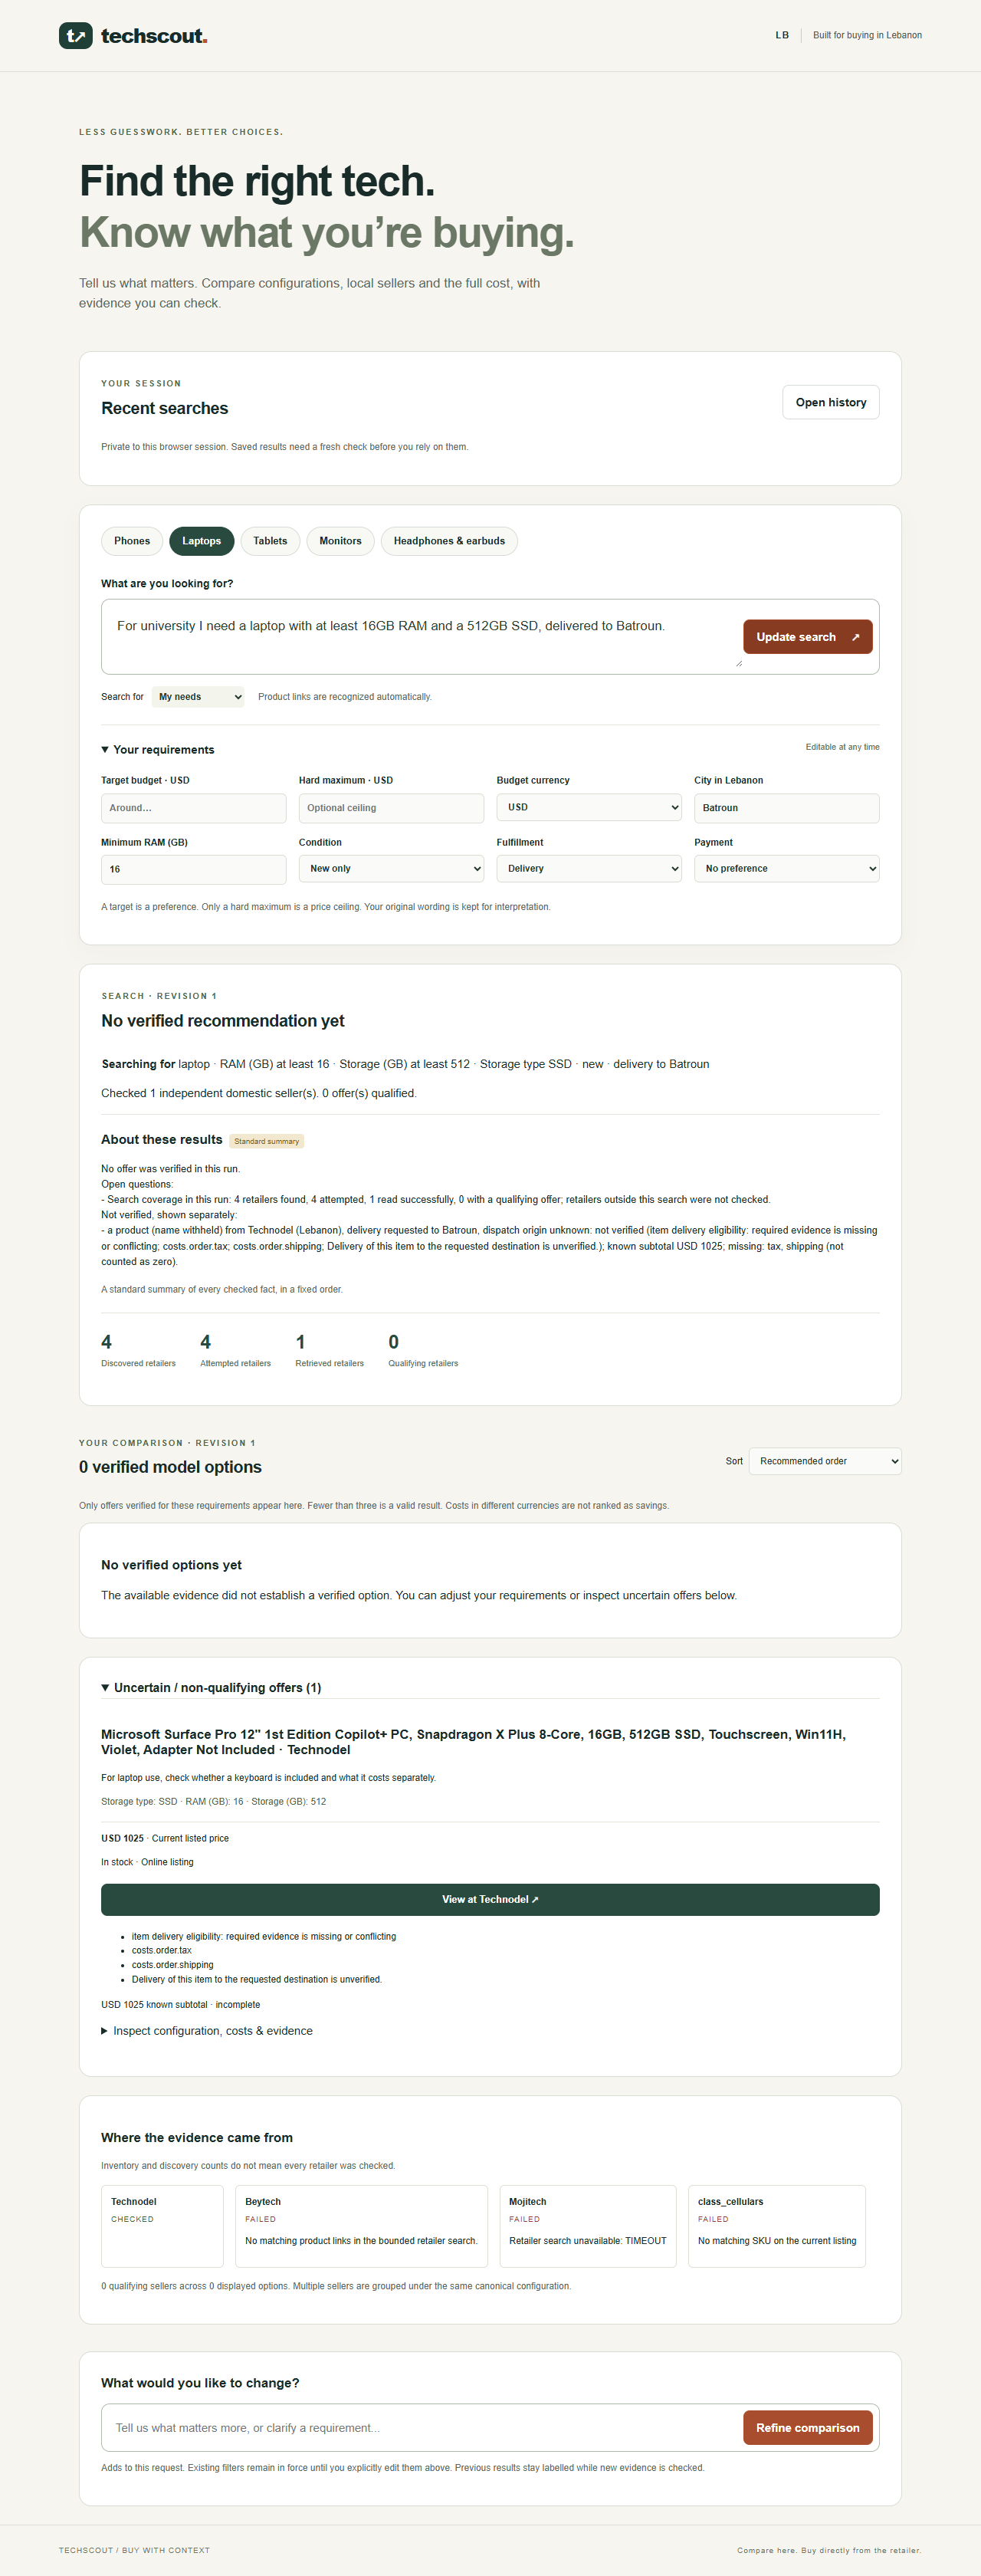 t↗ techscout.
LB
Built for buying in Lebanon
LESS GUESSWORK. BETTER CHOICES.
Find the right tech.
Know what you’re buying.
Tell us what matters. Compare configurations, local sellers and the full cost, with
evidence you can check.
YOUR SESSION
Recent searches
Open history
Private to this browser session. Saved results need a fresh check before you rely on them.
Phones
Laptops
Tablets
Monitors
Headphones & earbuds
What are you looking for?
For university I need a laptop with at least 16GB RAM and a 512GB SSD, delivered to Batroun.
Update search ↗
Search for
My needs
Product links are recognized automatically.
▼ Your requirements
Editable at any time
Target budget · USD
Hard maximum · USD
Budget currency
City in Lebanon
Around...
Optional ceiling
USD
Batroun
Minimum RAM (GB)
Condition
Fulfillment
Payment
16
New only
Delivery
No preference
A target is a preference. Only a hard maximum is a price ceiling. Your original wording is kept for interpretation.
SEARCH · REVISION 1
No verified recommendation yet
Searching for laptop · RAM (GB) at least 16 · Storage (GB) at least 512 · Storage type SSD · new · delivery to Batroun
Checked 1 independent domestic seller(s). 0 offer(s) qualified.
About these results
Standard summary
No offer was verified in this run.
Open questions:
- Search coverage in this run: 4 retailers found, 4 attempted, 1 read successfully, 0 with a qualifying offer; retailers outside this search were not checked.
Not verified, shown separately:
- a product (name withheld) from Technodel (Lebanon), delivery requested to Batroun, dispatch origin unknown: not verified (item delivery eligibility: required evidence is missing
or conflicting; costs.order.tax; costs.order.shipping; Delivery of this item to the requested destination is unverified.); known subtotal USD 1025; missing: tax, shipping (not
counted as zero).
A standard summary of every checked fact, in a fixed order.
4
4
1
0
Discovered retailers
Attempted retailers
Retrieved retailers
Qualifying retailers
YOUR COMPARISON · REVISION 1
0 verified model options
Sort
Recommended order
Only offers verified for these requirements appear here. Fewer than three is a valid result. Costs in different currencies are not ranked as savings.
No verified options yet
The available evidence did not establish a verified option. You can adjust your requirements or inspect uncertain offers below.
▼ Uncertain / non-qualifying offers (1)
Microsoft Surface Pro 12" 1st Edition Copilot+ PC, Snapdragon X Plus 8-Core, 16GB, 512GB SSD, Touchscreen, Win11H,
Violet, Adapter Not Included · Technodel
For laptop use, check whether a keyboard is included and what it costs separately.
Storage type: SSD · RAM (GB): 16 · Storage (GB): 512
USD 1025 · Current listed price
In stock · Online listing
View at Technodel ↗
• item delivery eligibility: required evidence is missing or conflicting
• costs.order.tax
• costs.order.shipping
• Delivery of this item to the requested destination is unverified.
USD 1025 known subtotal · incomplete
▶ Inspect configuration, costs & evidence
Where the evidence came from
Inventory and discovery counts do not mean every retailer was checked.
Technodel
CHECKED
Beytech
FAILED
No matching product links in the bounded retailer search.
Mojitech
FAILED
Retailer search unavailable: TIMEOUT
class_cellulars
FAILED
No matching SKU on the current listing
0 qualifying sellers across 0 displayed options. Multiple sellers are grouped under the same canonical configuration.
What would you like to change?
Tell us what matters more, or clarify a requirement...
Refine comparison
Adds to this request. Existing filters remain in force until you explicitly edit them above. Previous results stay labelled while new evidence is checked.
TECHSCOUT / BUY WITH CONTEXT
Compare here. Buy directly from the retailer.